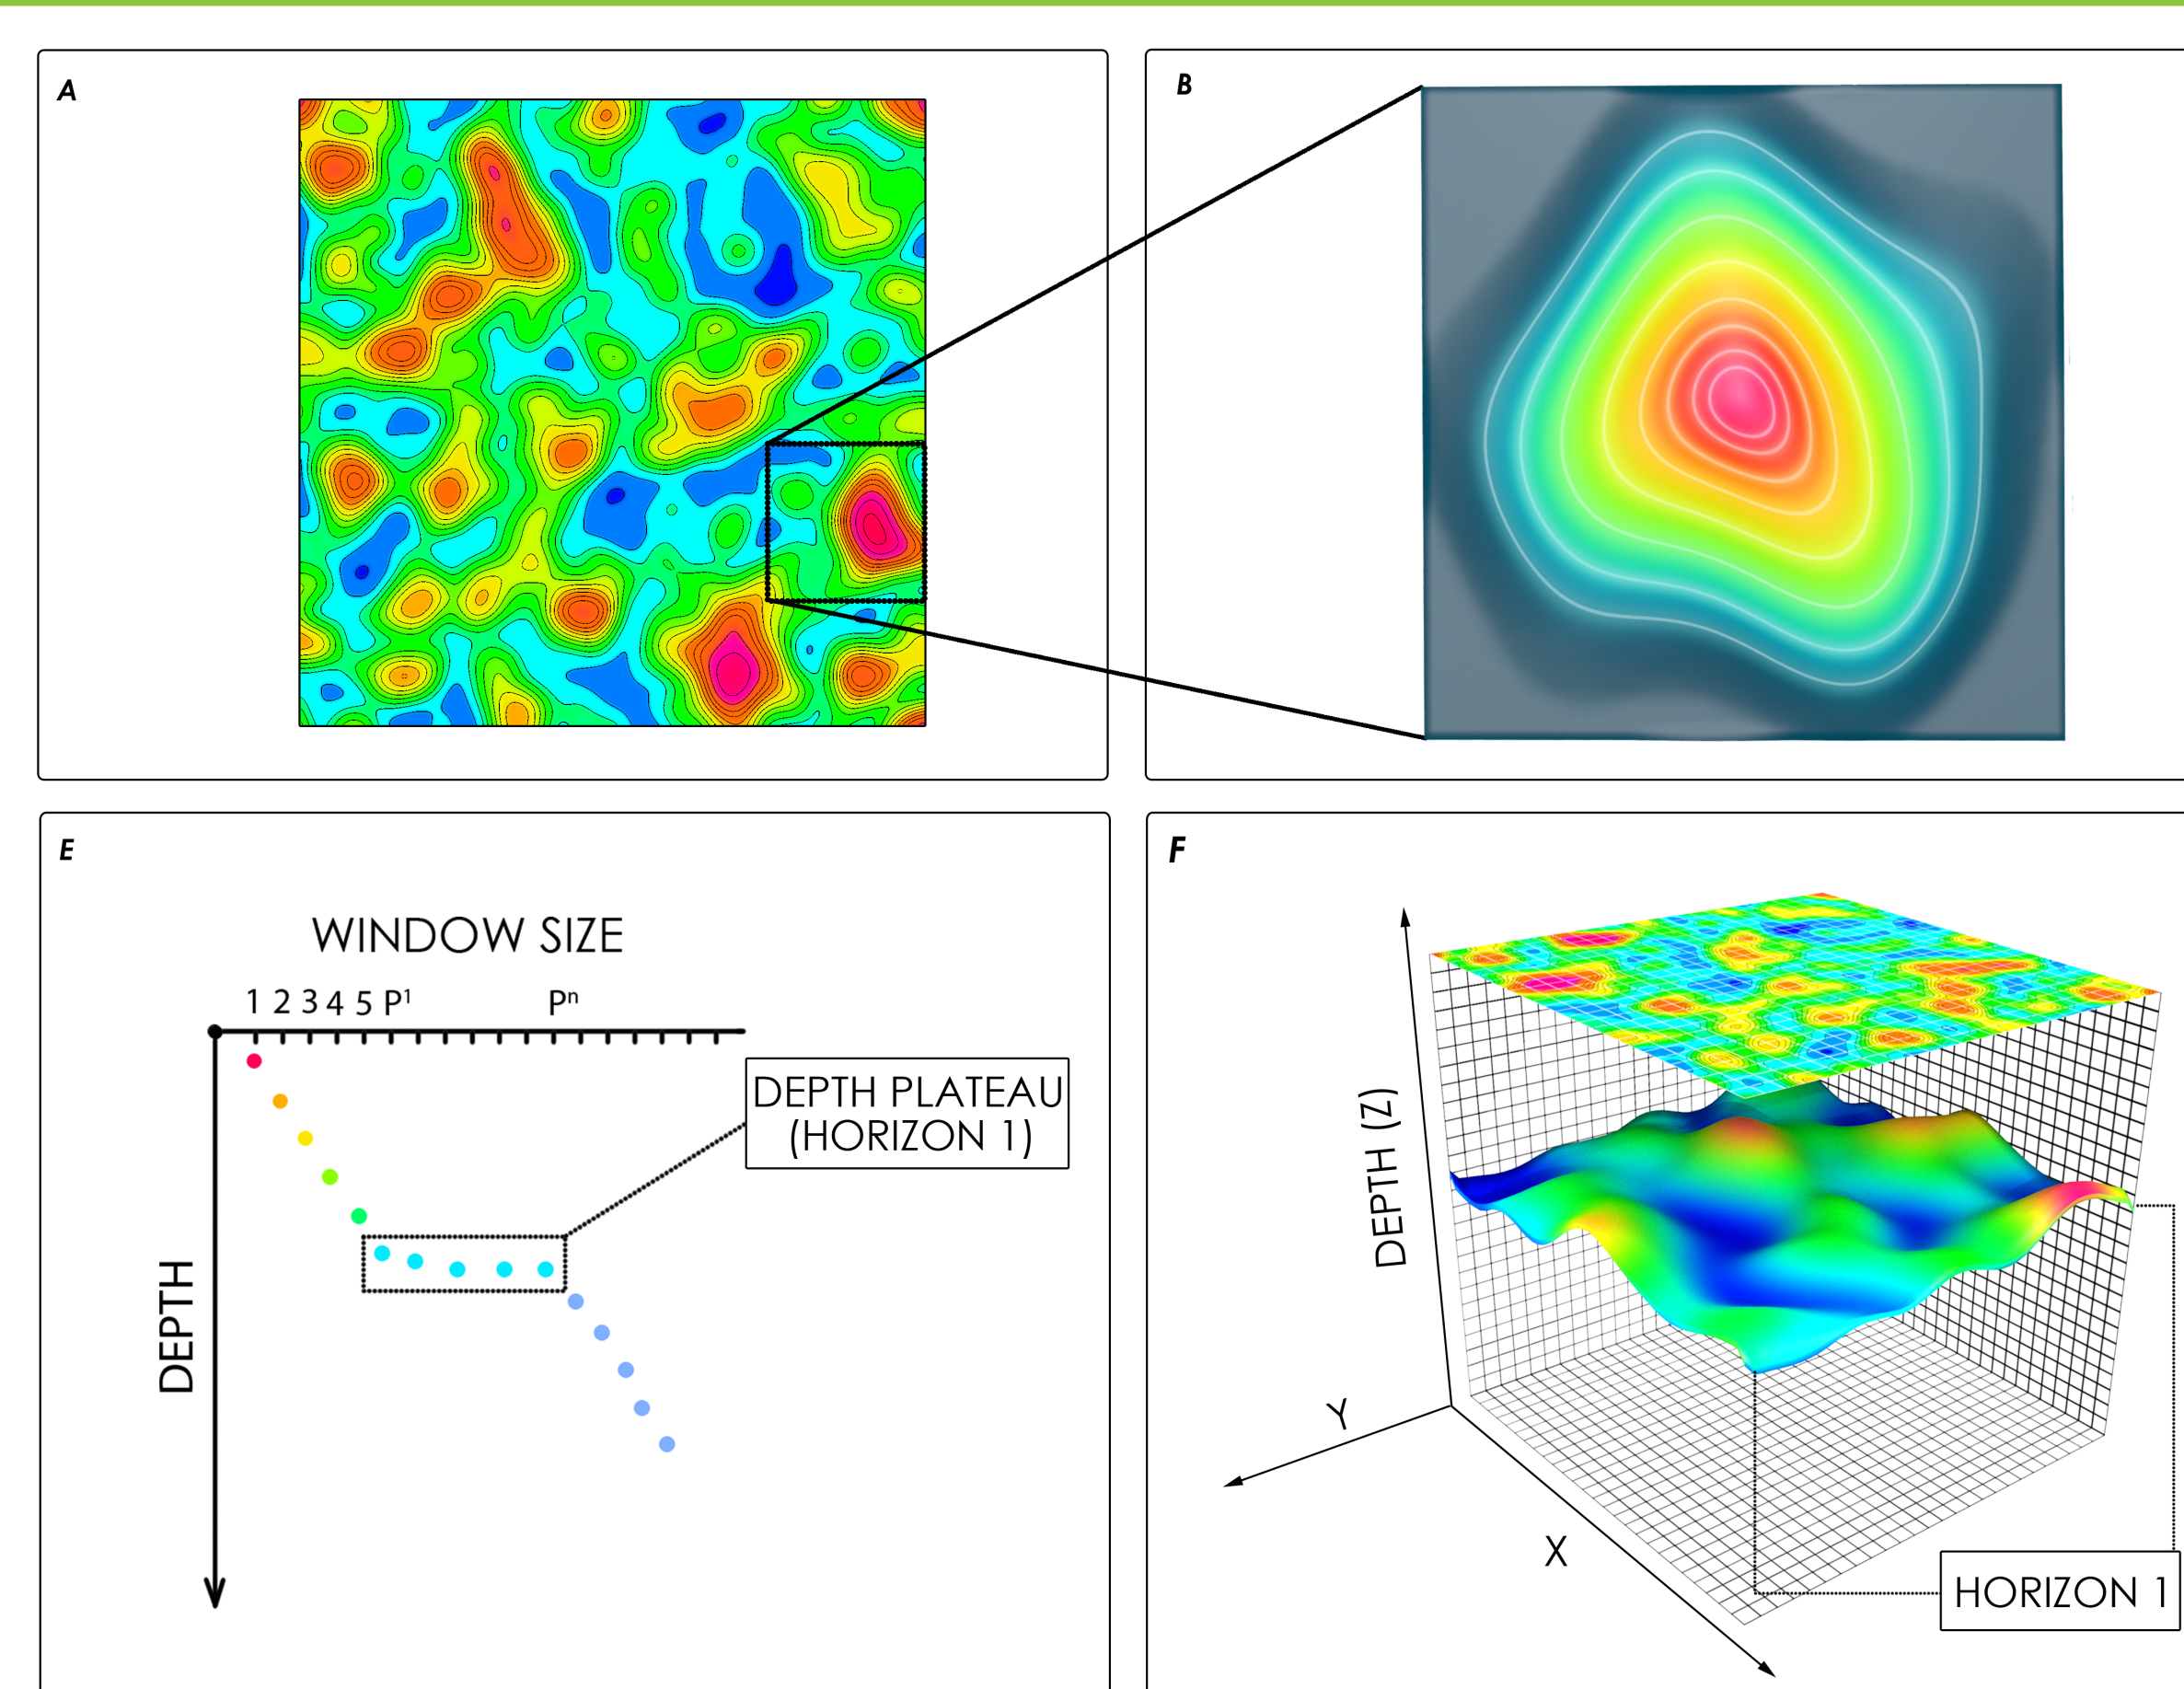 A
B
E
WINDOW SIZE
1 2 3 4 5 P¹ Pⁿ
DEPTH PLATEAU
(HORIZON 1)
DEPTH
F
DEPTH (Z)
Y
X
HORIZON 1